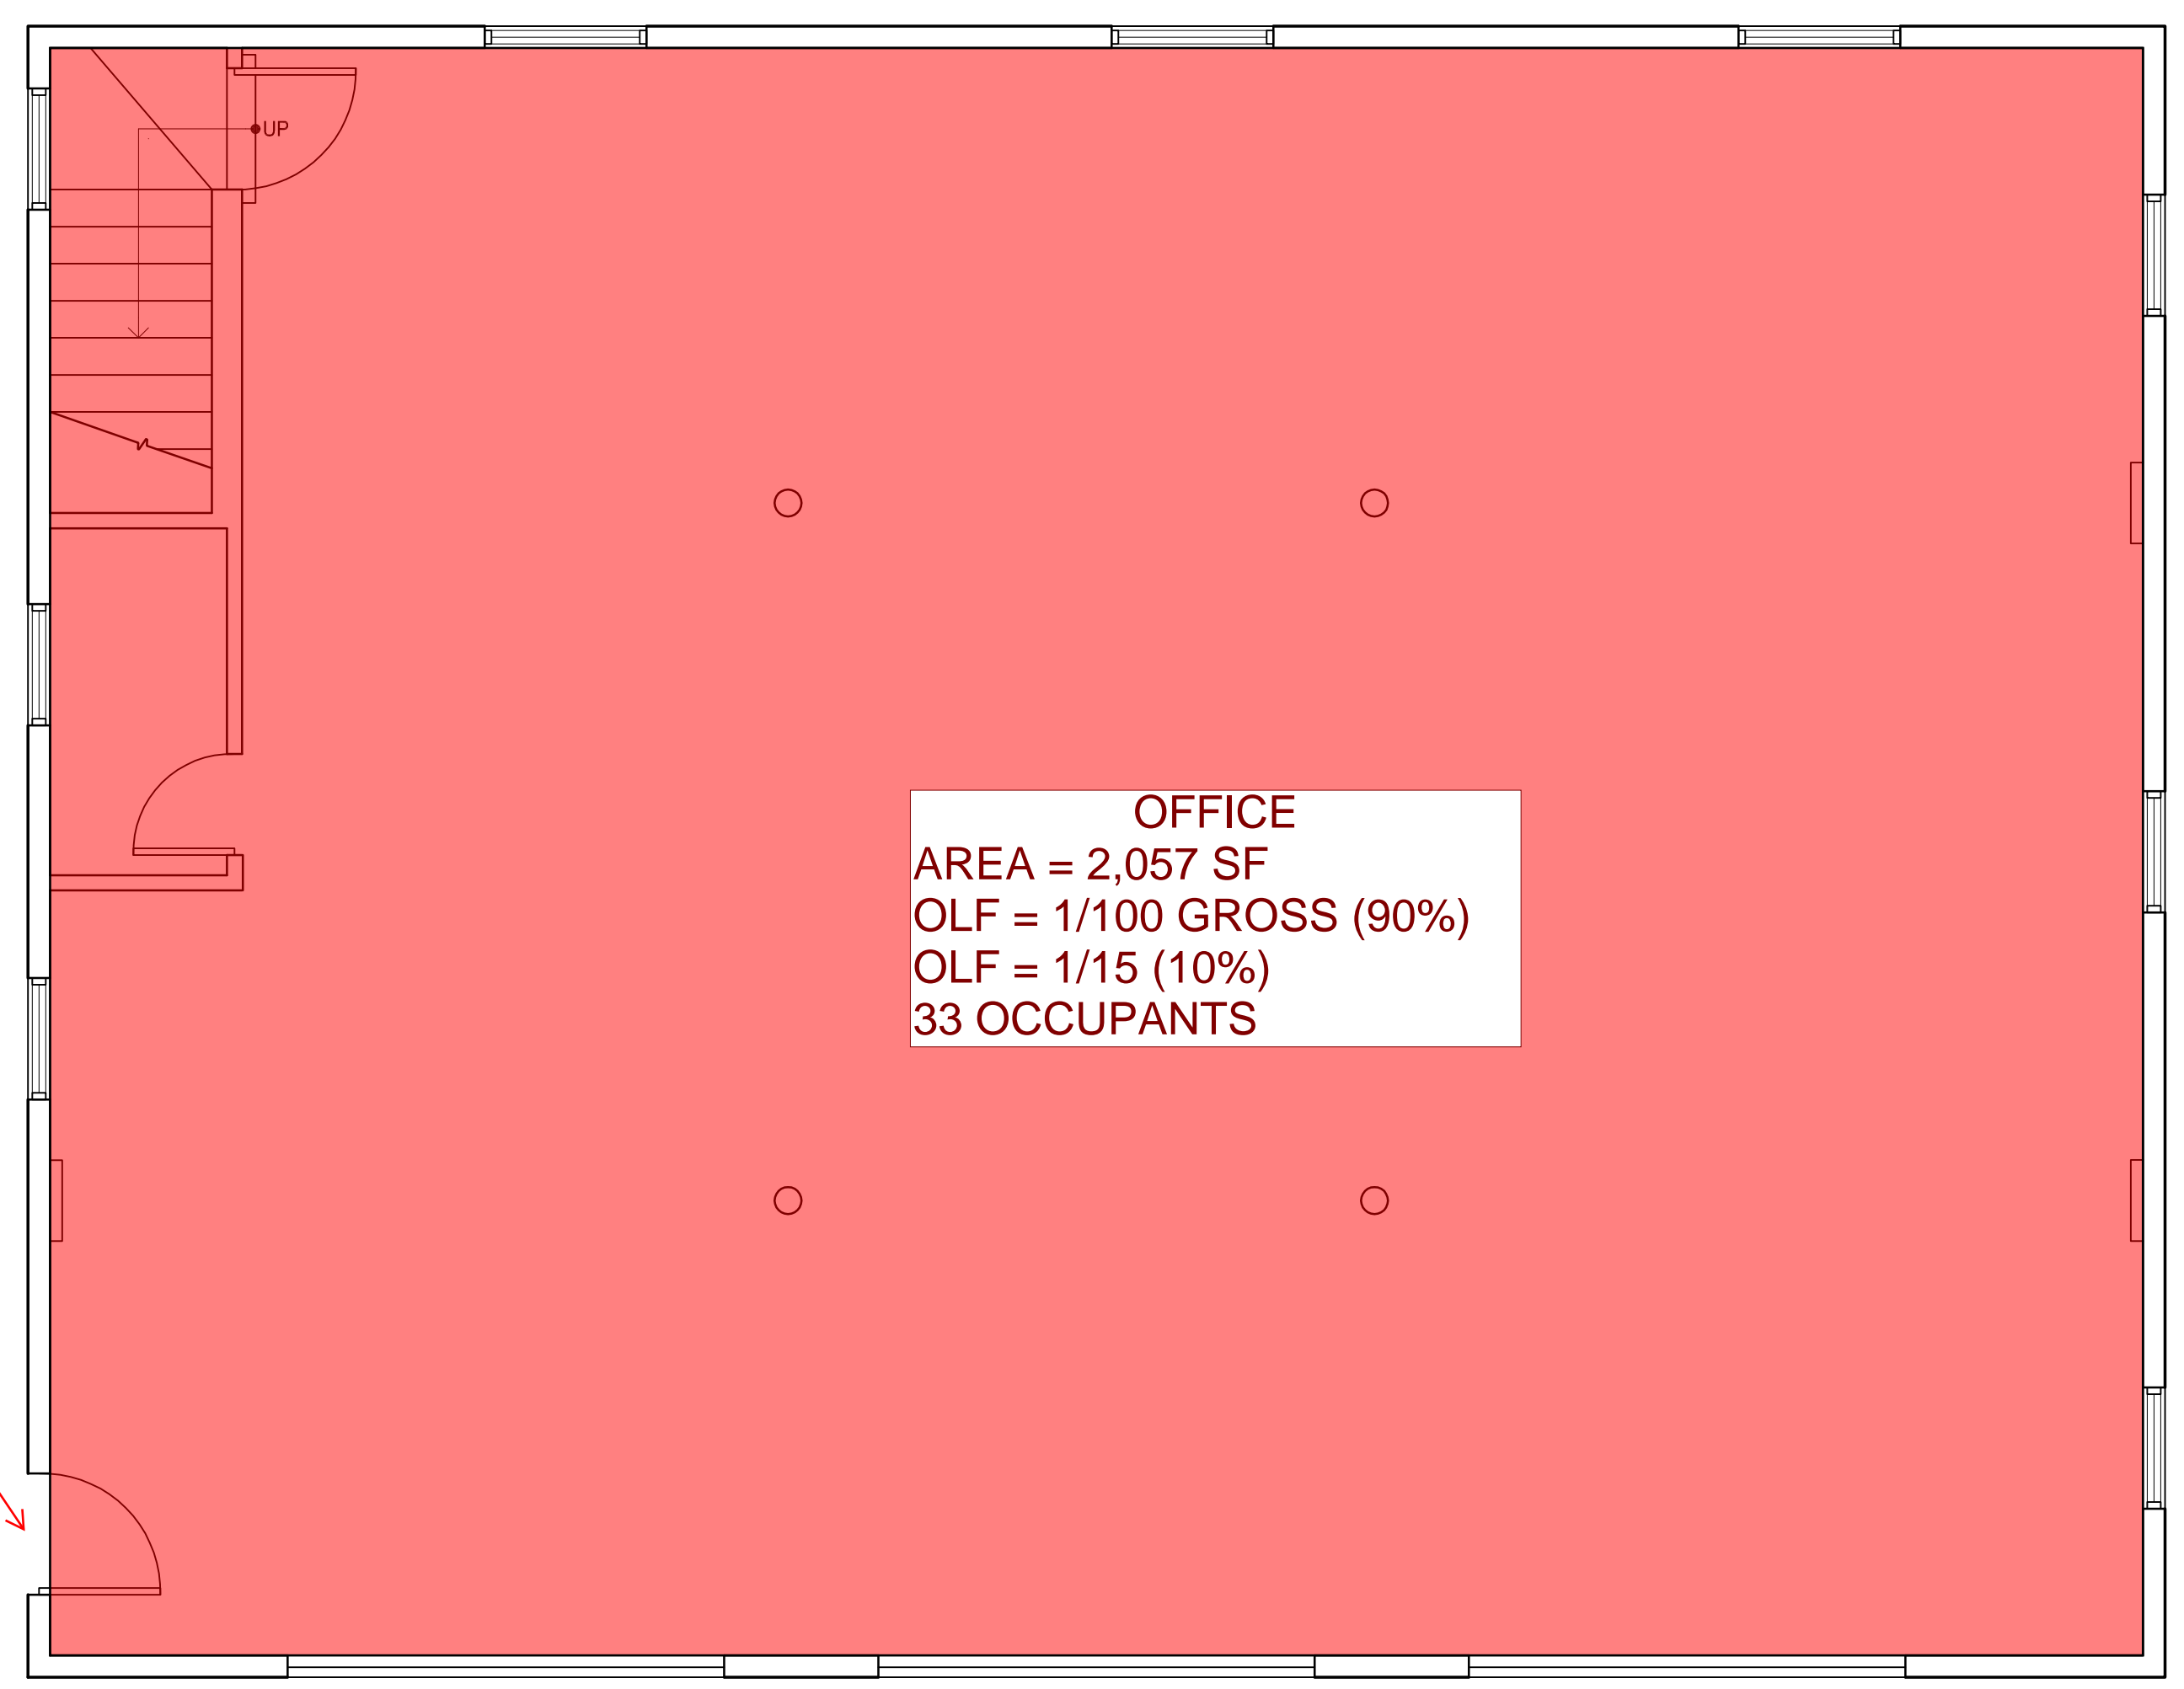 UP
OFFICE
AREA = 2,057 SF
OLF = 1/100 GROSS (90%)
OLF = 1/15 (10%)
33 OCCUPANTS